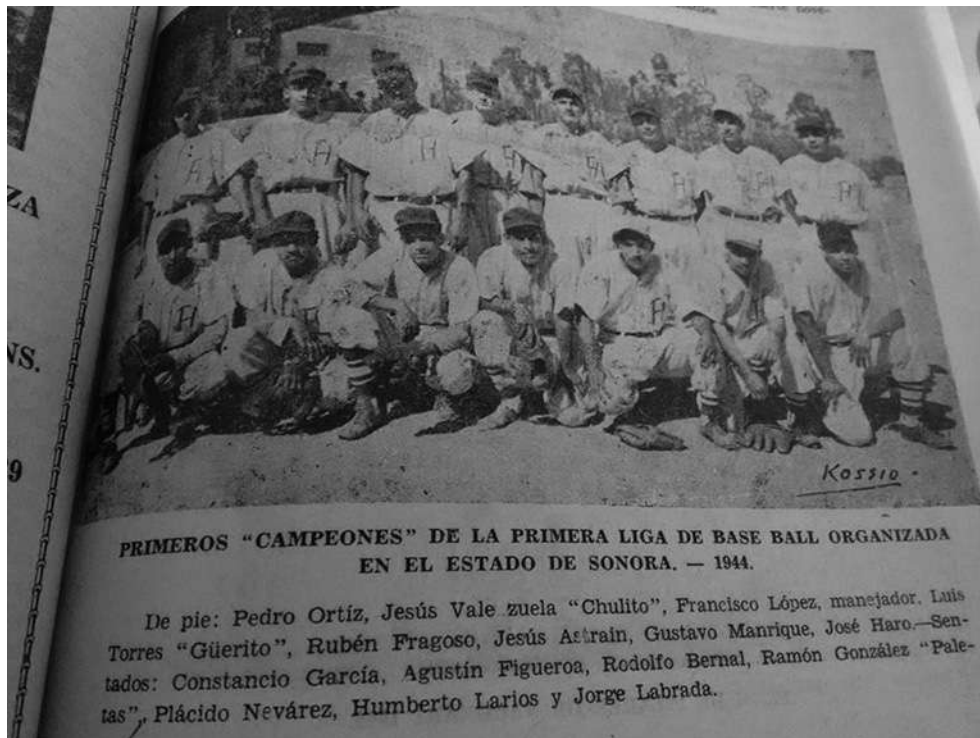 ZA
NS.
9
H
H
H
H
H
H
H
H
H
Kossio
PRIMEROS "CAMPEONES" DE LA PRIMERA LIGA DE BASE BALL ORGANIZADA
EN EL ESTADO DE SONORA. — 1944.
De pie: Pedro Ortíz, Jesús Vale zuela "Chulito", Francisco López, manejador. Luis
Torres "Güerito", Rubén Fragoso, Jesús Astrain, Gustavo Manrique, José Haro.—Sen-
tados: Constancio García, Agustín Figueroa, Rodolfo Bernal, Ramón González "Pale-
tas", Plácido Nevárez, Humberto Larios y Jorge Labrada.